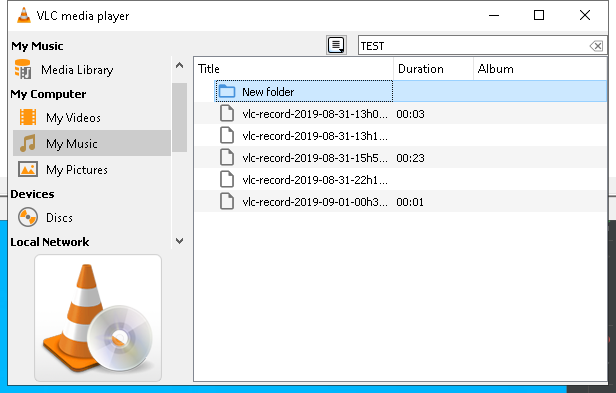 VLC media player
My Music
TEST
Media Library
My Computer
My Videos
My Music
My Pictures
Devices
Discs
Local Network
Title Duration Album
New folder
vlc-record-2019-08-31-13h0... 00:03
vlc-record-2019-08-31-13h1...
vlc-record-2019-08-31-15h5... 00:23
vlc-record-2019-08-31-22h1...
vlc-record-2019-09-01-00h3... 00:01